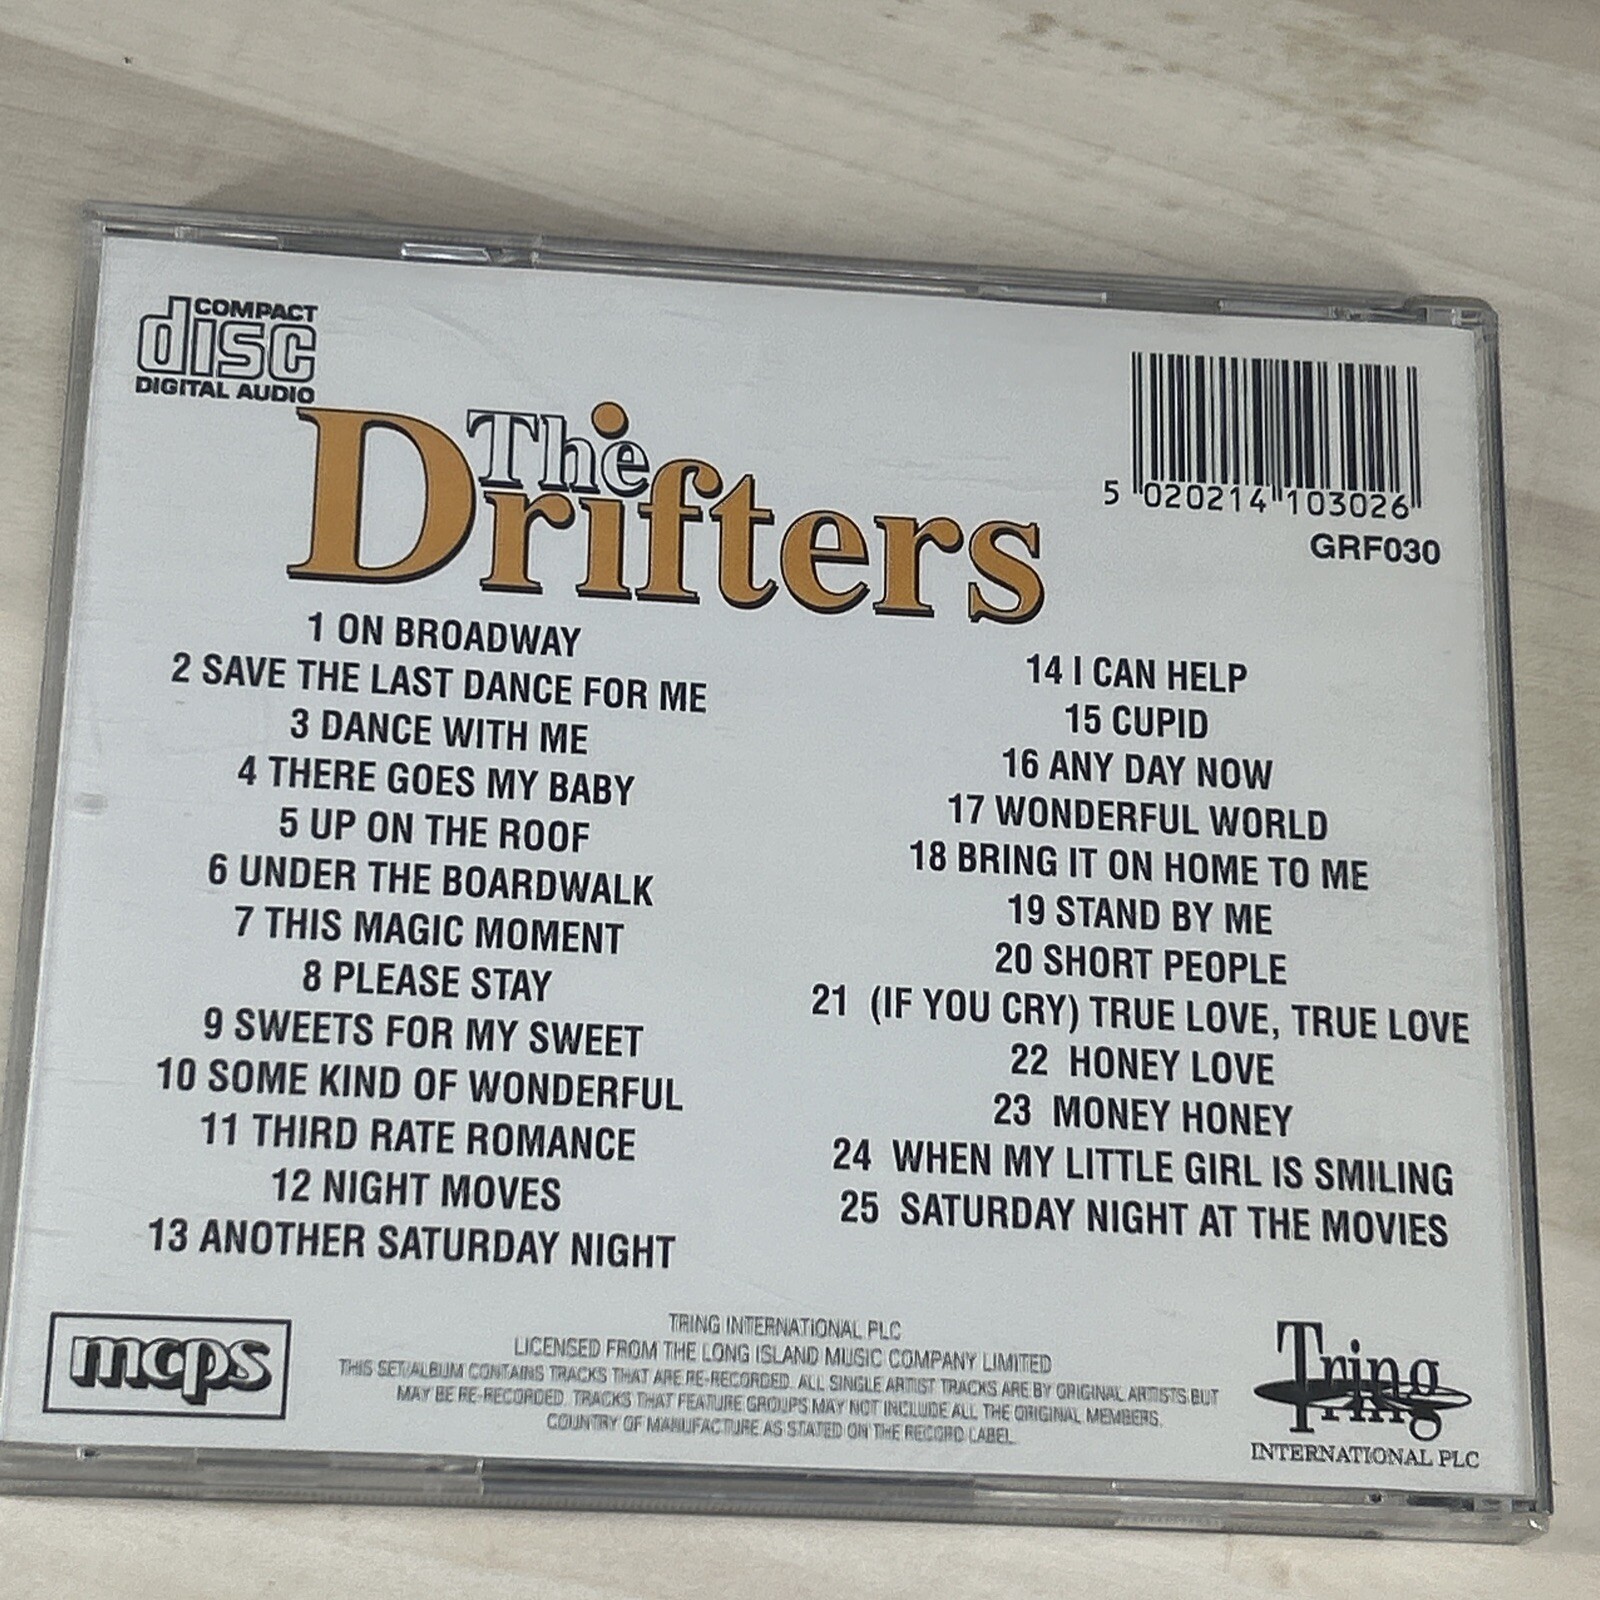 COMPACT
disc
DIGITAL AUDIO
The
Drifters
5 020214 103026
GRF030
1 ON BROADWAY
2 SAVE THE LAST DANCE FOR ME
3 DANCE WITH ME
4 THERE GOES MY BABY
5 UP ON THE ROOF
6 UNDER THE BOARDWALK
7 THIS MAGIC MOMENT
8 PLEASE STAY
9 SWEETS FOR MY SWEET
10 SOME KIND OF WONDERFUL
11 THIRD RATE ROMANCE
12 NIGHT MOVES
13 ANOTHER SATURDAY NIGHT
14 I CAN HELP
15 CUPID
16 ANY DAY NOW
17 WONDERFUL WORLD
18 BRING IT ON HOME TO ME
19 STAND BY ME
20 SHORT PEOPLE
21 (IF YOU CRY) TRUE LOVE, TRUE LOVE
22 HONEY LOVE
23 MONEY HONEY
24 WHEN MY LITTLE GIRL IS SMILING
25 SATURDAY NIGHT AT THE MOVIES
mcps
TRING INTERNATIONAL PLC
LICENSED FROM THE LONG ISLAND MUSIC COMPANY LIMITED
THIS SET/ALBUM CONTAINS TRACKS THAT ARE RE-RECORDED. ALL SINGLE ARTIST TRACKS ARE BY ORIGINAL ARTISTS BUT
MAY BE RE-RECORDED. TRACKS THAT FEATURE GROUPS MAY NOT INCLUDE ALL THE ORIGINAL MEMBERS.
COUNTRY OF MANUFACTURE AS STATED ON THE RECORD LABEL
Tring
Tring
INTERNATIONAL PLC